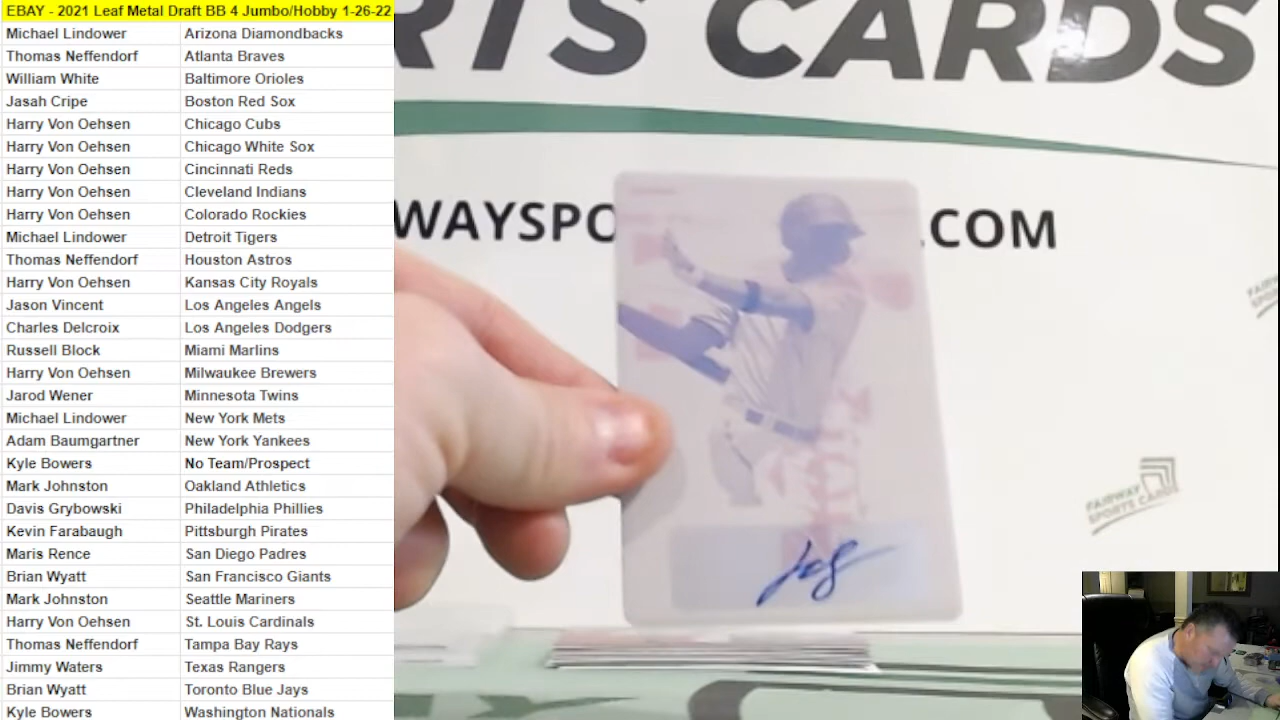 EBAY - 2021 Leaf Metal Draft BB 4 Jumbo/Hobby 1-26-22
Michael Lindower Arizona Diamondbacks
Thomas Neffendorf Atlanta Braves
William White Baltimore Orioles
Jasah Cripe Boston Red Sox
Harry Von Oehsen Chicago Cubs
Harry Von Oehsen Chicago White Sox
Harry Von Oehsen Cincinnati Reds
Harry Von Oehsen Cleveland Indians
Harry Von Oehsen Colorado Rockies
Michael Lindower Detroit Tigers
Thomas Neffendorf Houston Astros
Harry Von Oehsen Kansas City Royals
Jason Vincent Los Angeles Angels
Charles Delcroix Los Angeles Dodgers
Russell Block Miami Marlins
Harry Von Oehsen Milwaukee Brewers
Jarod Wener Minnesota Twins
Michael Lindower New York Mets
Adam Baumgartner New York Yankees
Kyle Bowers No Team/Prospect
Mark Johnston Oakland Athletics
Davis Grybowski Philadelphia Phillies
Kevin Farabaugh Pittsburgh Pirates
Maris Rence San Diego Padres
Brian Wyatt San Francisco Giants
Mark Johnston Seattle Mariners
Harry Von Oehsen St. Louis Cardinals
Thomas Neffendorf Tampa Bay Rays
Jimmy Waters Texas Rangers
Brian Wyatt Toronto Blue Jays
Kyle Bowers Washington Nationals
RTS CARDS
WAYSPO .COM
FAIRWAY
SPORTS CARDS